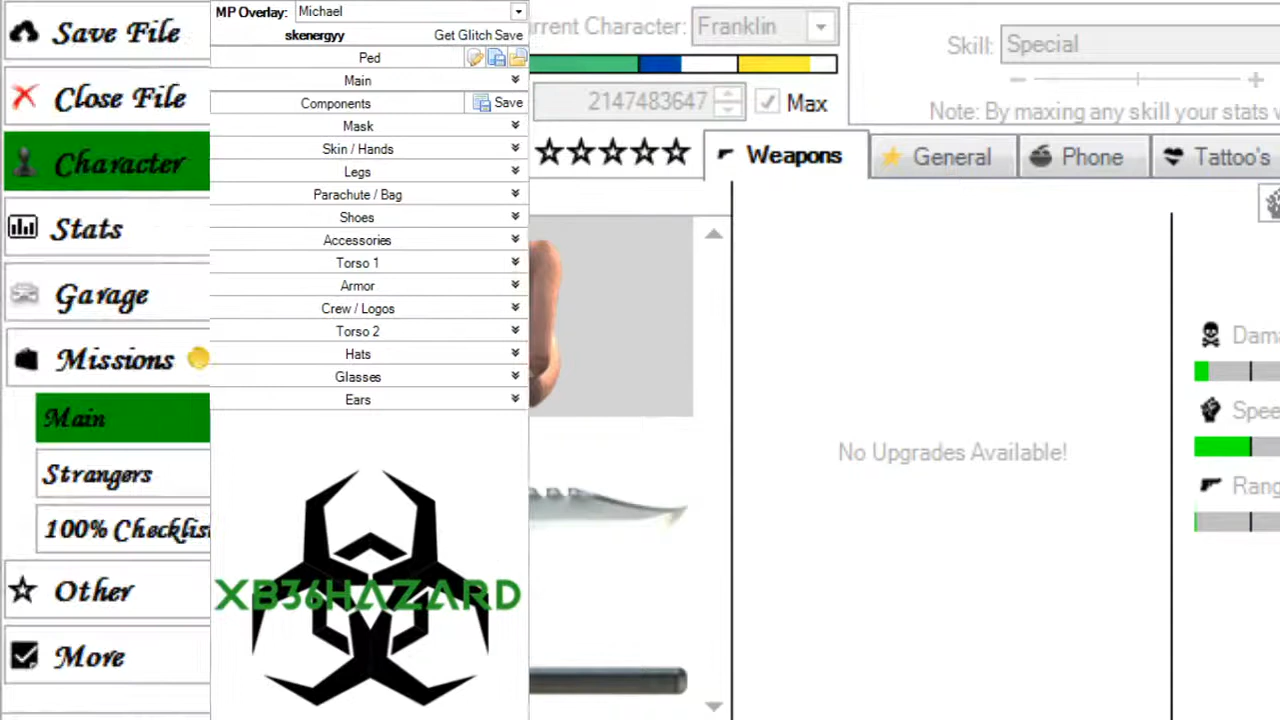 Save File
Close File
Character
Stats
Garage
Missions
Main
Strangers
100% Checklis
Other
More
MP Overlay: Michael
skenergyy Get Glitch Save
Ped
Main
Components Save
Mask
Skin / Hands
Legs
Parachute / Bag
Shoes
Accessories
Torso 1
Armor
Crew / Logos
Torso 2
Hats
Glasses
Ears
XB36HAZARD
urrent Character: Franklin
2147483647 Max
Skill: Special
Note: By maxing any skill your stats
Weapons General Phone Tattoo's
No Upgrades Available!
Dama
Spee
Rang